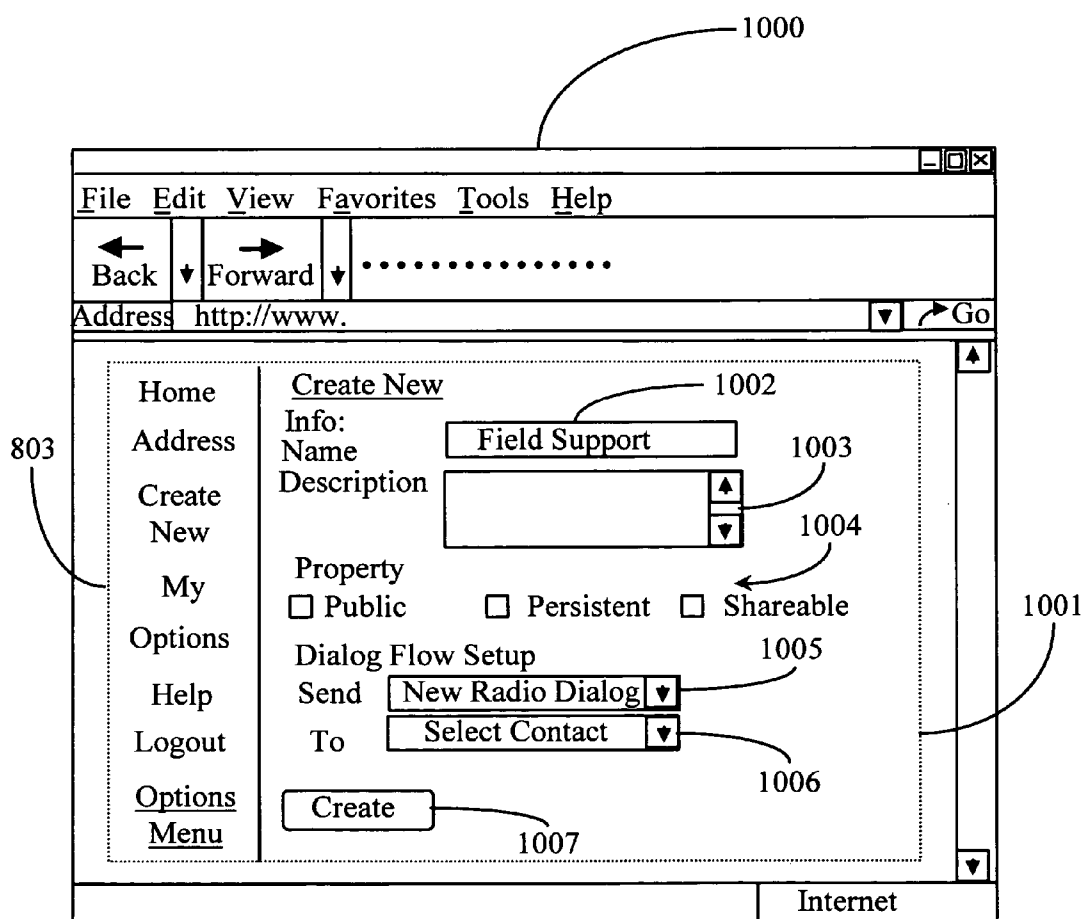 1000
File Edit View Favorites Tools Help
Back Forward
Address http://www. Go
Home
Address
Create
New
My
Options
Help
Logout
Options
Menu
803
Create New
Info:
Name
Field Support
1002
Description
1003
Property
1004
Public Persistent Shareable
1001
Dialog Flow Setup
1005
Send New Radio Dialog
To Select Contact
1006
Create
1007
Internet